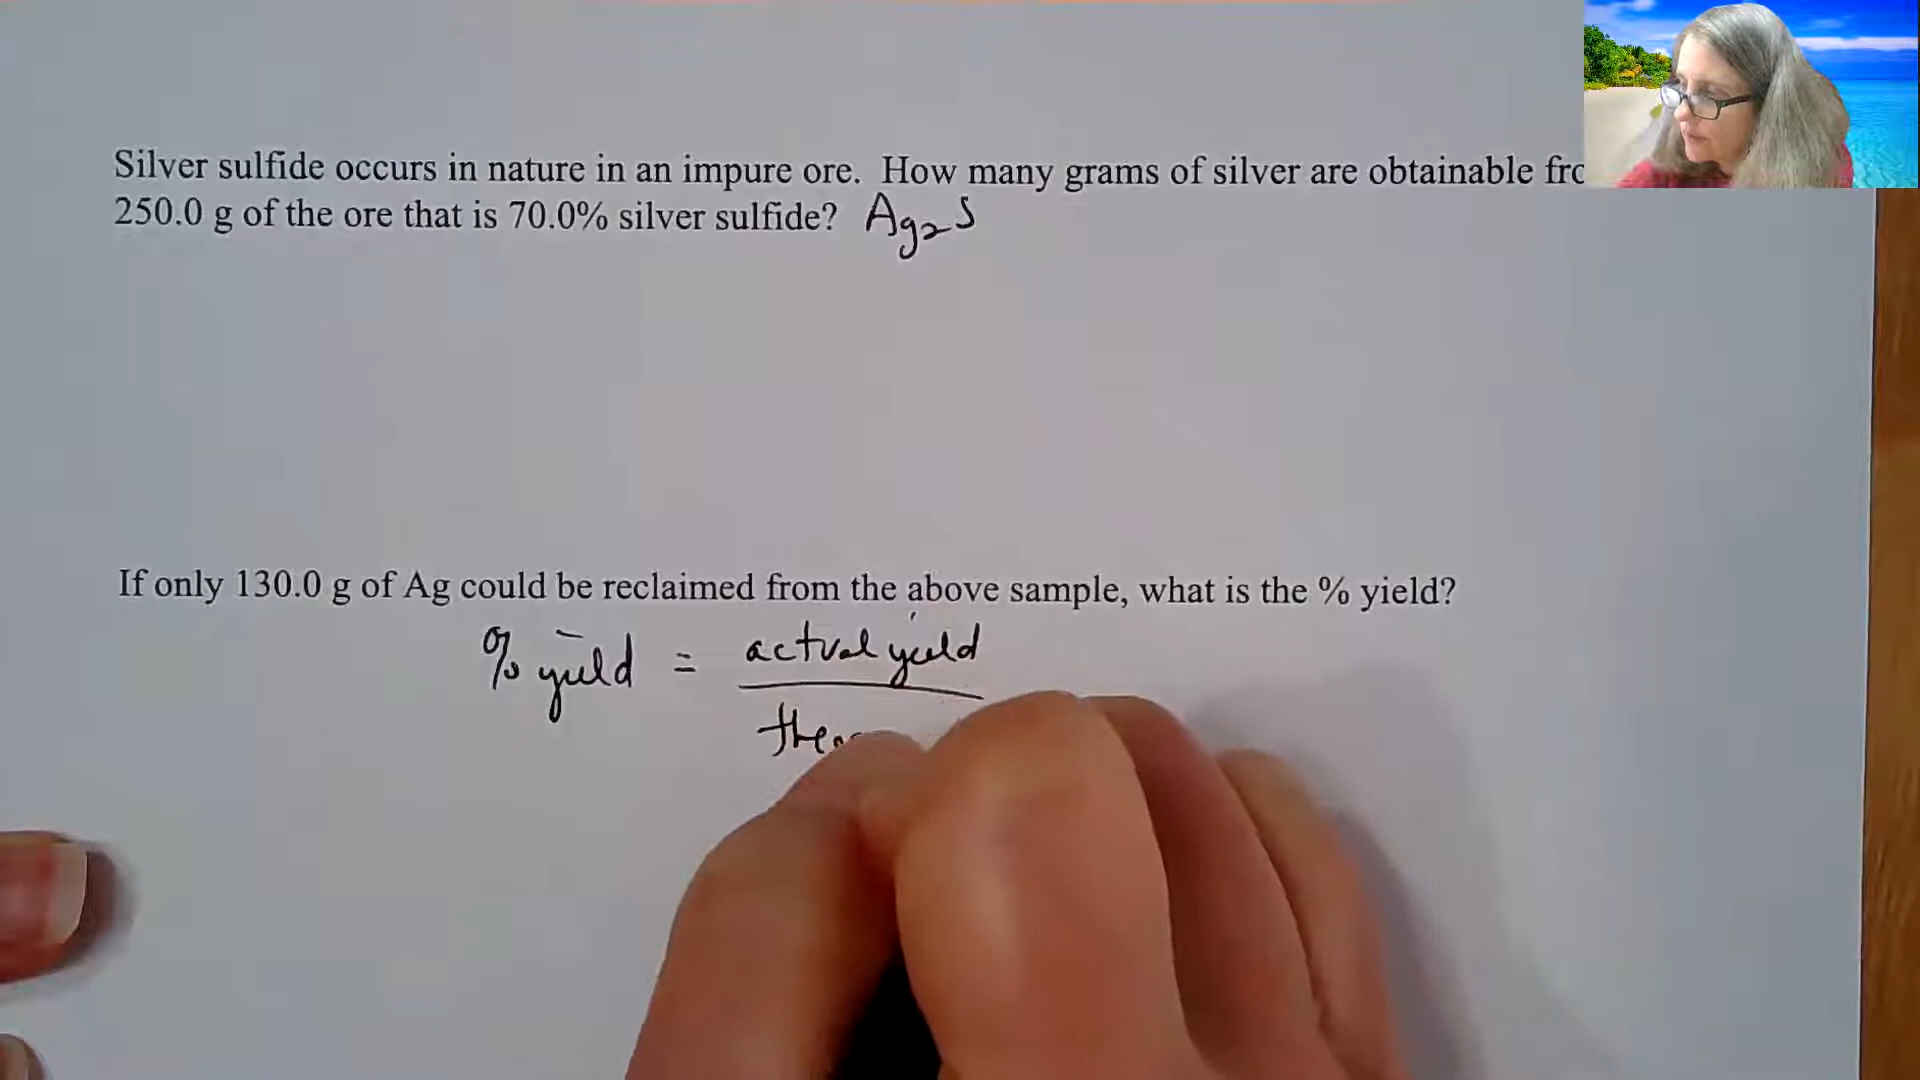 Silver sulfide occurs in nature in an impure ore. How many grams of silver are obtainable
250.0 g of the ore that is 70.0% silver sulfide? Ag₂S
If only 130.0 g of Ag could be reclaimed from the above sample, what is the % yield?
% yield = actual yield